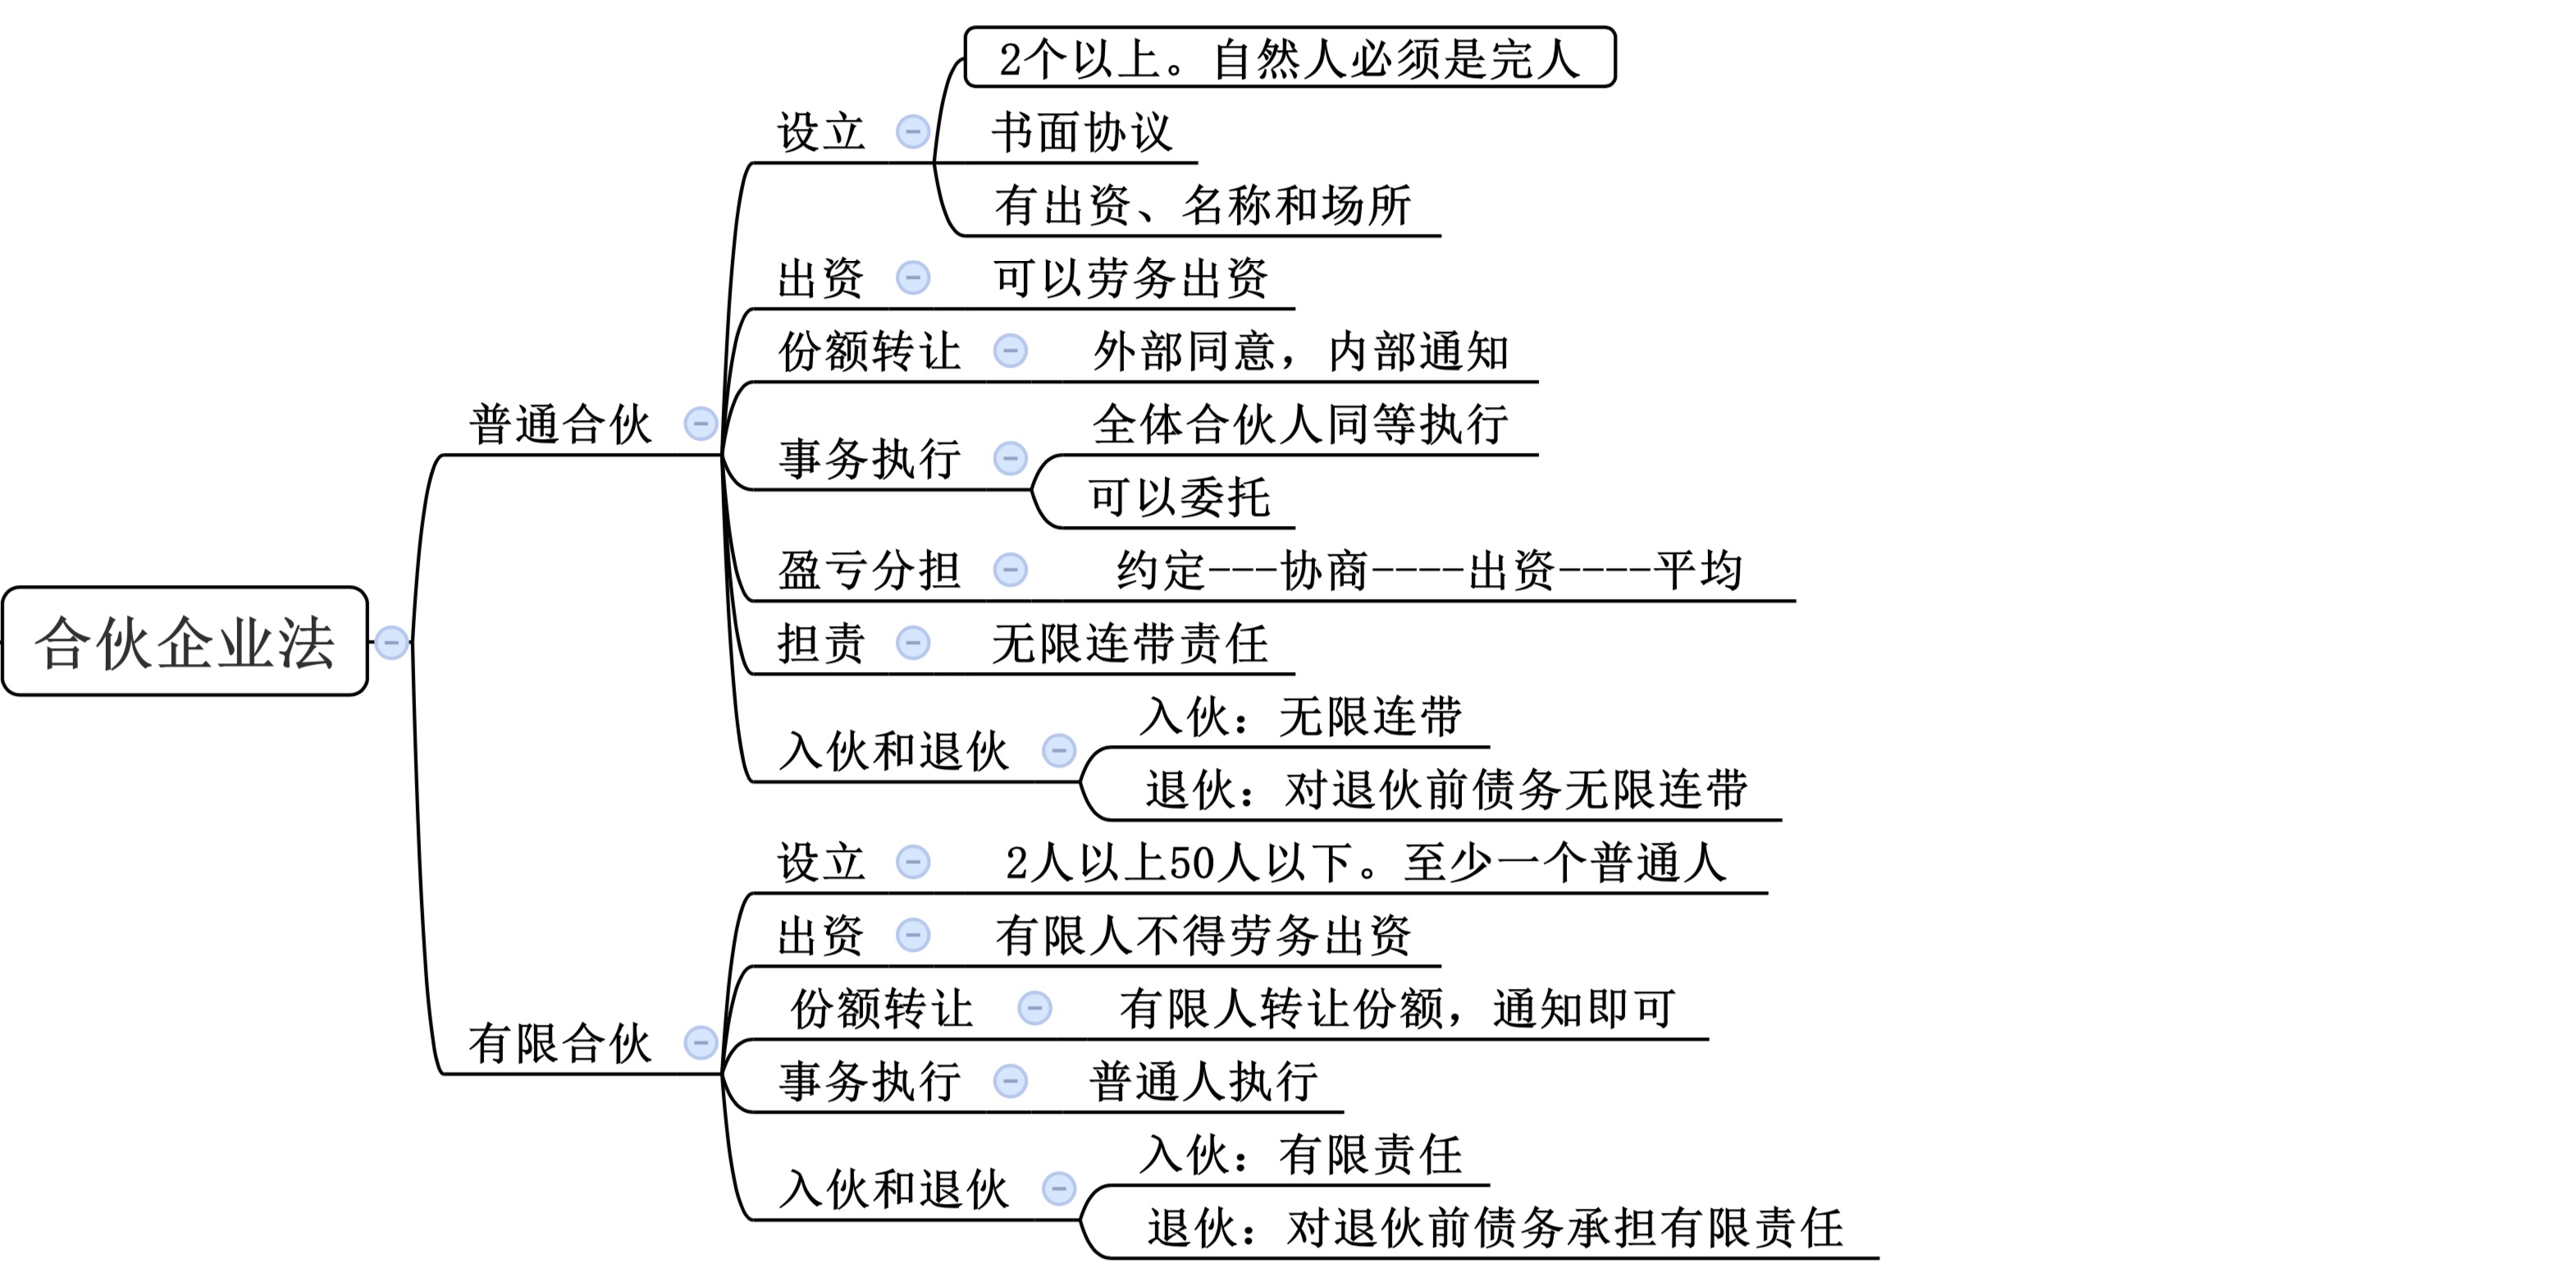 合伙企业法
普通合伙
设立
2个以上。自然人必须是完人
书面协议
有出资、名称和场所
出资
可以劳务出资
份额转让
外部同意，内部通知
事务执行
全体合伙人同等执行
可以委托
盈亏分担
约定---协商----出资----平均
担责
无限连带责任
入伙和退伙
入伙：无限连带
退伙：对退伙前债务无限连带
有限合伙
设立
2人以上50人以下。至少一个普通人
出资
有限人不得劳务出资
份额转让
有限人转让份额，通知即可
事务执行
普通人执行
入伙和退伙
入伙：有限责任
退伙：对退伙前债务承担有限责任